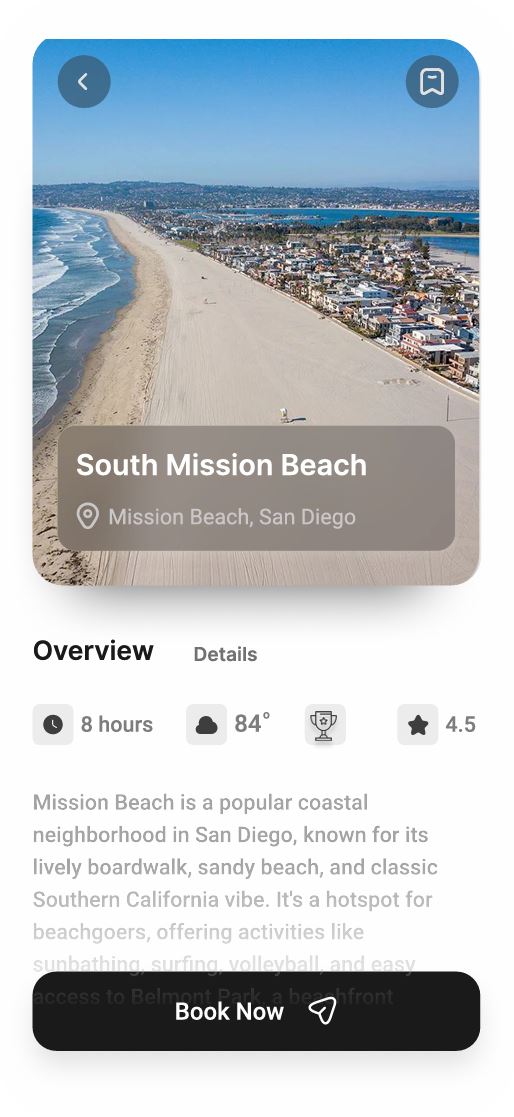 South Mission Beach
Mission Beach, San Diego
Overview
Details
8 hours
84°
4.5
Mission Beach is a popular coastal
neighborhood in San Diego, known for its
lively boardwalk, sandy beach, and classic
Southern California vibe. It's a hotspot for
beachgoers, offering activities like
sunbathing, surfing, volleyball, and easy
access to Belmont Park, a beachfront
Book Now